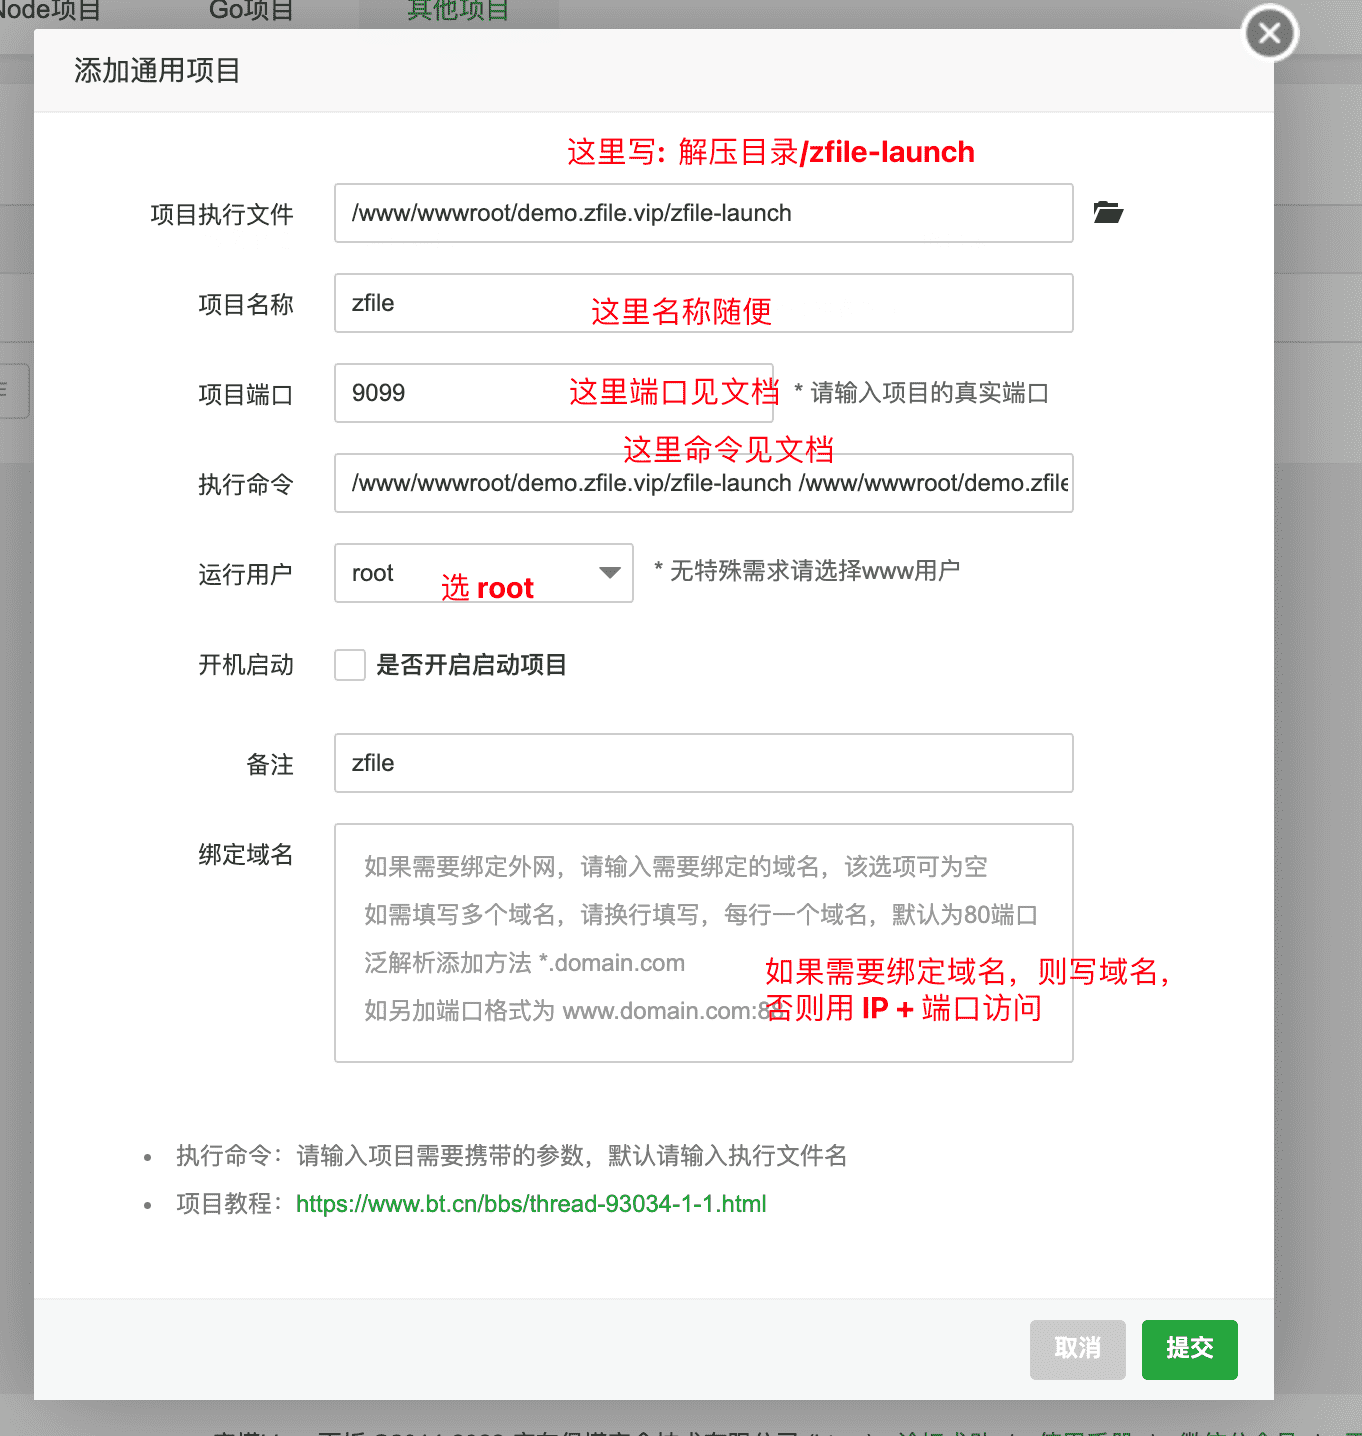 Node项目 Go项目 其他项目
添加通用项目
这里写: 解压目录/zfile-launch
项目执行文件 /www/wwwroot/demo.zfile.vip/zfile-launch
项目名称 zfile 这里名称随便
项目端口 9099 这里端口见文档 * 请输入项目的真实端口
这里命令见文档
执行命令 /www/wwwroot/demo.zfile.vip/zfile-launch /www/wwwroot/demo.zfile
运行用户 root 选 root * 无特殊需求请选择www用户
开机启动 是否开启启动项目
备注 zfile
绑定域名
如果需要绑定外网，请输入需要绑定的域名，该选项可为空
如需填写多个域名，请换行填写，每行一个域名，默认为80端口
泛解析添加方法 *.domain.com
如果需要绑定域名，则写域名，
如另加端口格式为 www.domain.com:88
否则用 IP + 端口访问
• 执行命令：请输入项目需要携带的参数，默认请输入执行文件名
• 项目教程：https://www.bt.cn/bbs/thread-93034-1-1.html
取消 提交